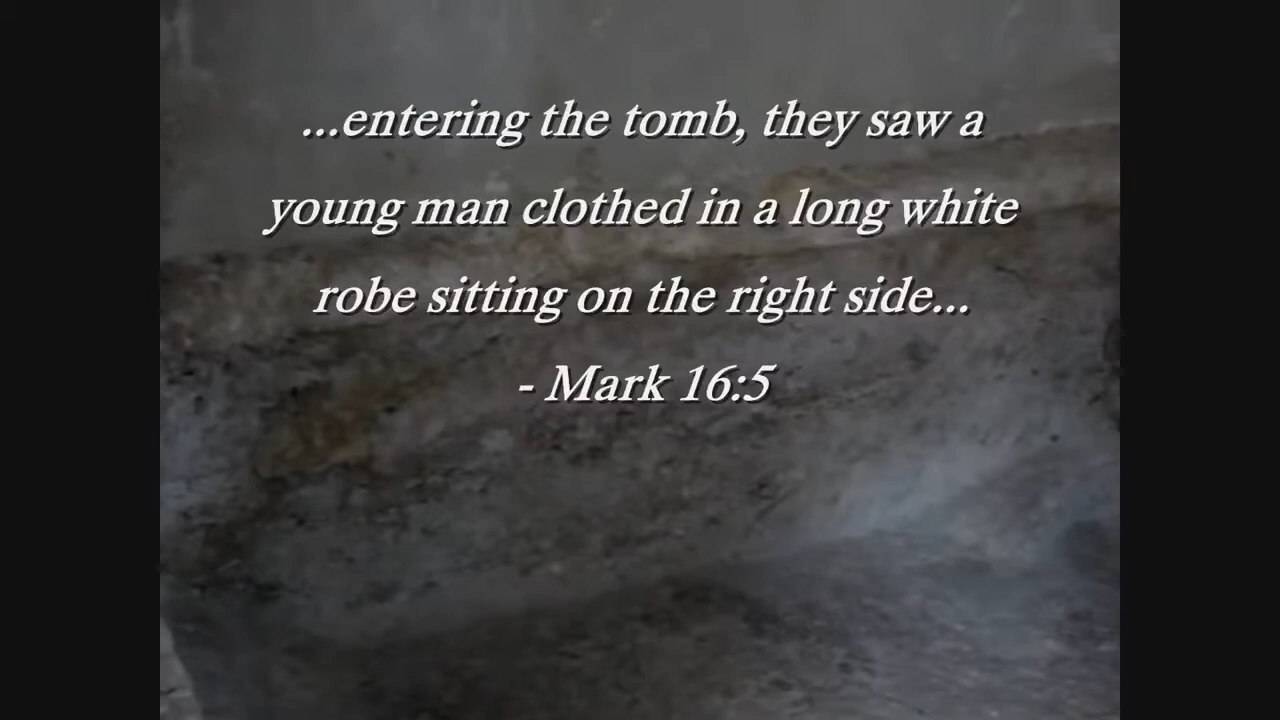 ...entering the tomb, they saw a
young man clothed in a long white
robe sitting on the right side...
- Mark 16:5